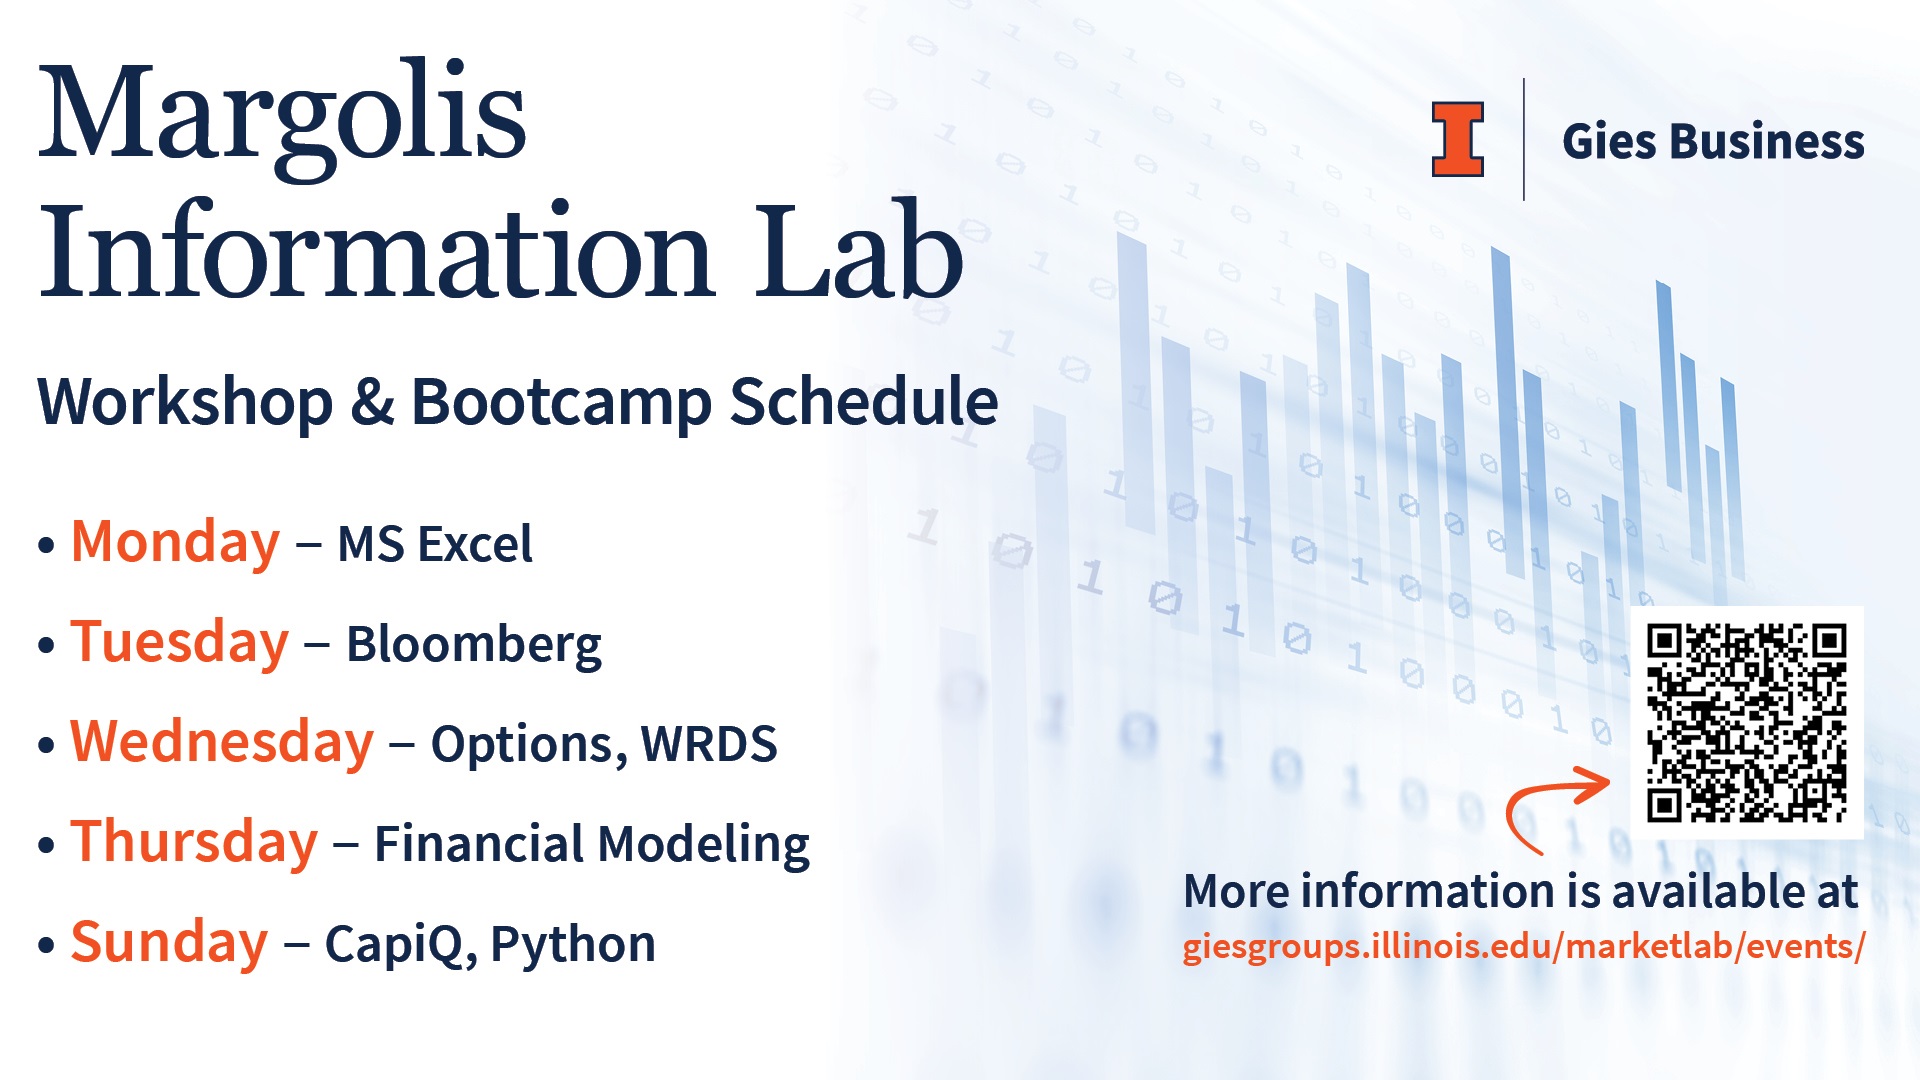 Margolis
Information Lab
Gies Business
Workshop & Bootcamp Schedule
• Monday – MS Excel
• Tuesday – Bloomberg
• Wednesday – Options, WRDS
• Thursday – Financial Modeling
• Sunday – CapiQ, Python
More information is available at
giesgroups.illinois.edu/marketlab/events/